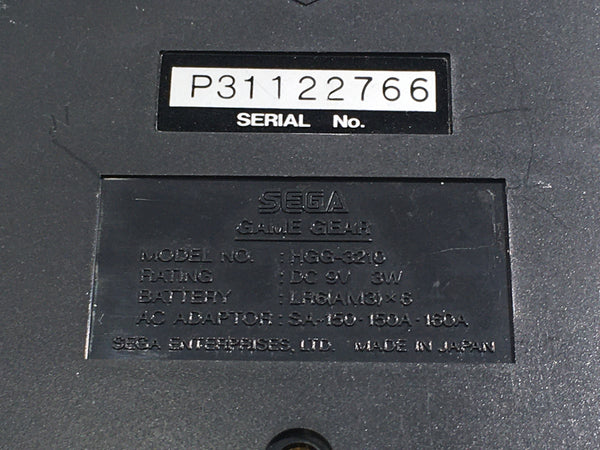 P31122766
SERIAL No.
SEGA
GAME GEAR
MODEL NO. : HGG-3210
RATING : DC 9V 3W
BATTERY : LR6(AM3)×6
AC ADAPTOR : SA-150·150A·160A
SEGA ENTERPRISES, LTD. MADE IN JAPAN